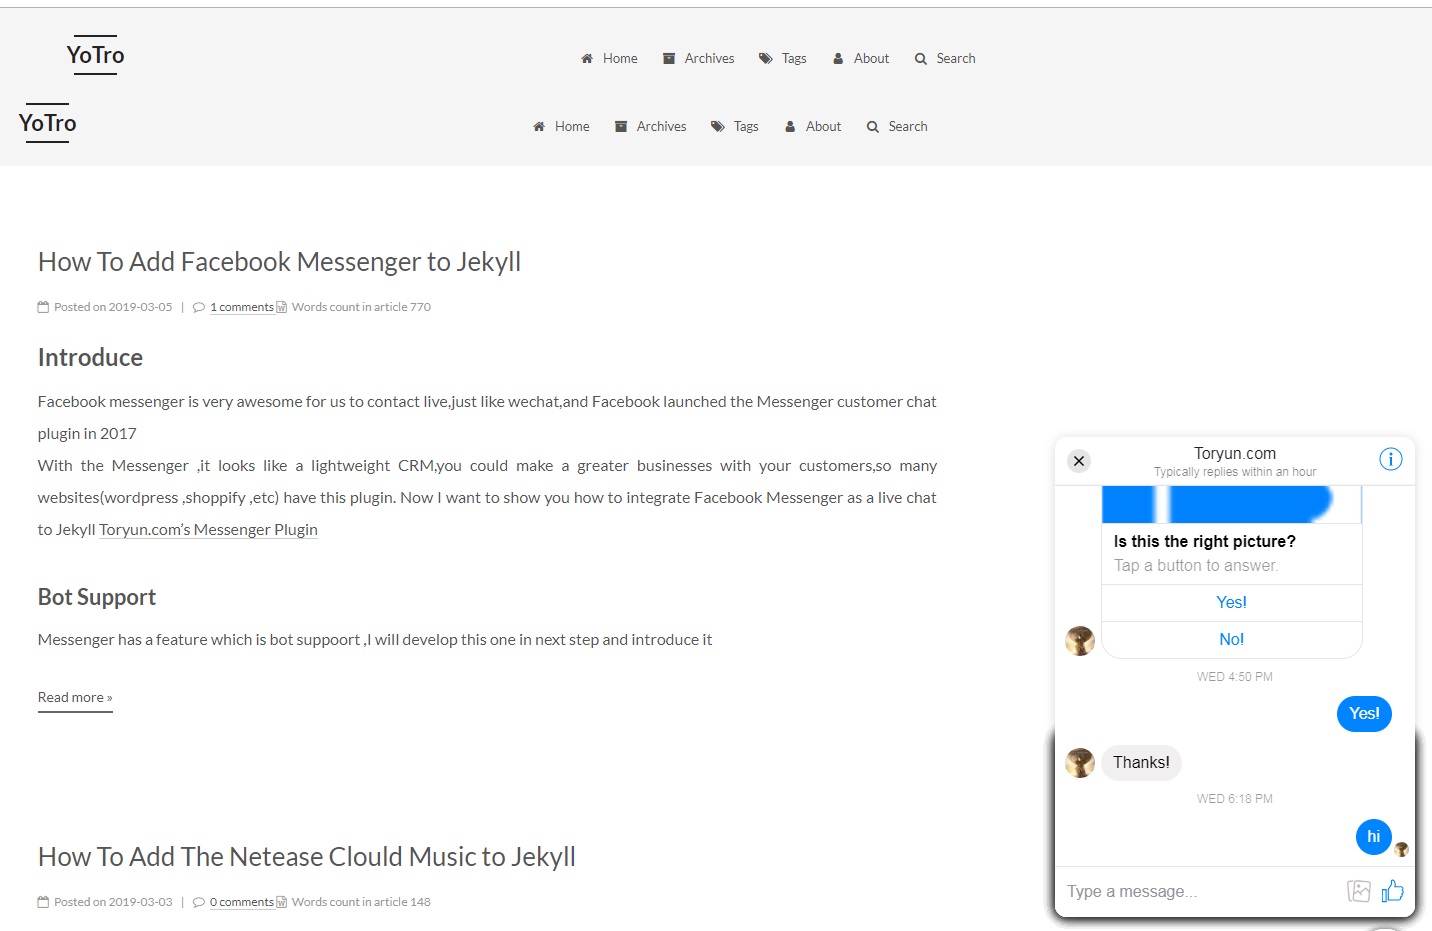 YoTro
Home Archives Tags About Search
YoTro
Home Archives Tags About Search
How To Add Facebook Messenger to Jekyll
Posted on 2019-03-05 | 1 comments Words count in article 770
Introduce
Facebook messenger is very awesome for us to contact live,just like wechat,and Facebook launched the Messenger customer chat
plugin in 2017
With the Messenger ,it looks like a lightweight CRM,you could make a greater businesses with your customers,so many
websites(wordpress ,shoppify ,etc) have this plugin. Now I want to show you how to integrate Facebook Messenger as a live chat
to Jekyll Toryun.com’s Messenger Plugin
Bot Support
Messenger has a feature which is bot suppoort ,I will develop this one in next step and introduce it
Read more »
How To Add The Netease Clould Music to Jekyll
Posted on 2019-03-03 | 0 comments Words count in article 148
Toryun.com
Typically replies within an hour
Is this the right picture?
Tap a button to answer.
Yes!
No!
WED 4:50 PM
Yes!
Thanks!
WED 6:18 PM
hi
Type a message...